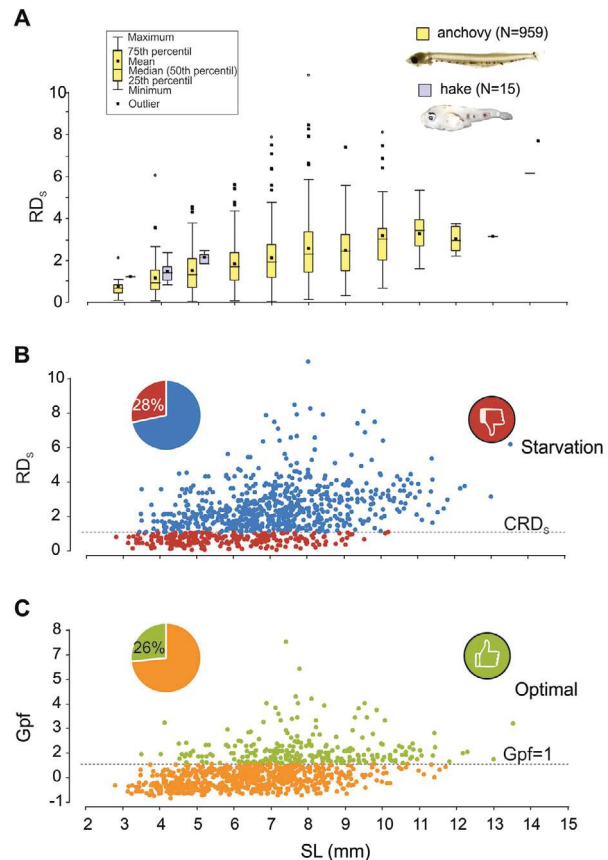 A
Maximum
75th percentil
Mean
Median (50th percentil)
25th percentil
Minimum
Outlier
anchovy (N=959)
hake (N=15)
10
8
6
4
2
0
RDs
B
10
8
6
4
2
0
RDs
28%
Starvation
CRDs
C
8
7
5
4
3
2
0
-1
Gpf
26%
Optimal
Gpf=1
2 3 4 5 6 7 8 9 10 11 12 13 14 15
SL (mm)